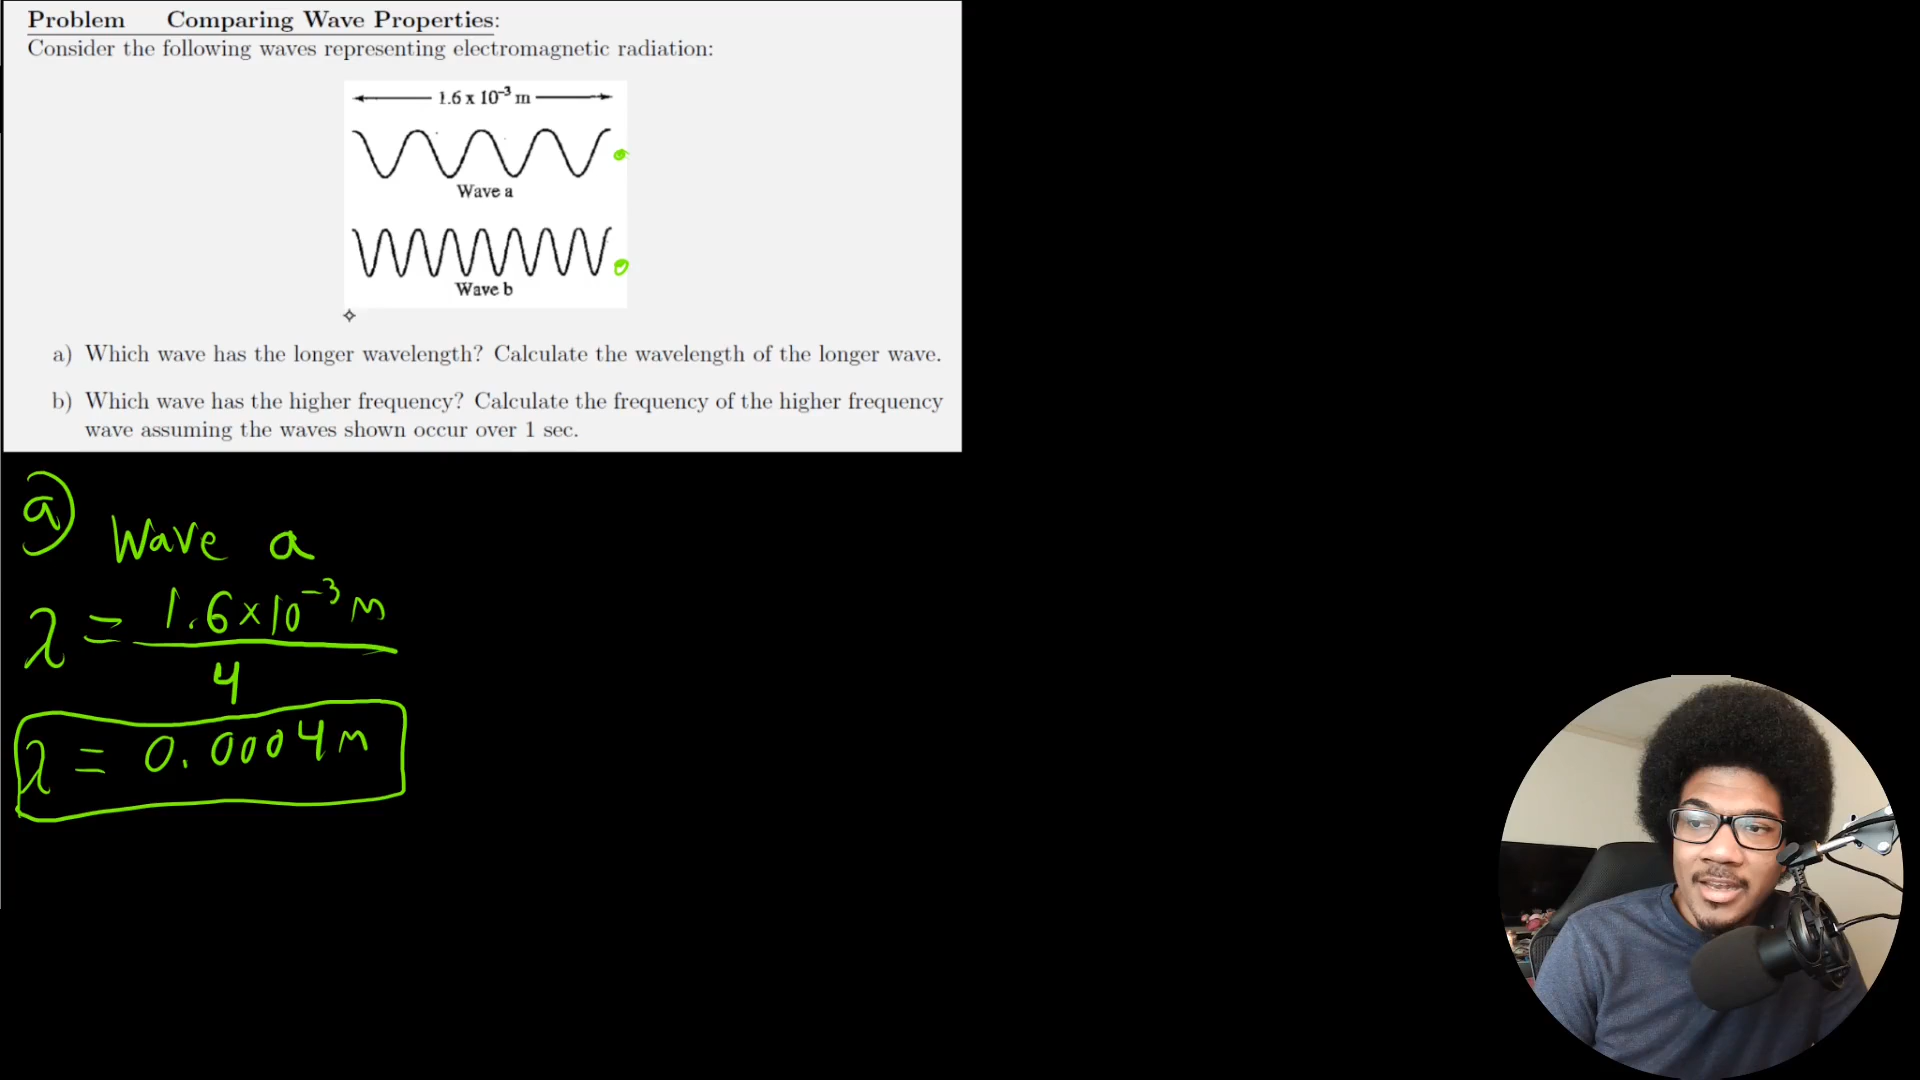 Problem Comparing Wave Properties:
Consider the following waves representing electromagnetic radiation:
1.6 x 10⁻³ m
Wave a
Wave b
a) Which wave has the longer wavelength? Calculate the wavelength of the longer wave.
b) Which wave has the higher frequency? Calculate the frequency of the higher frequency
wave assuming the waves shown occur over 1 sec.
a) Wave a
λ = 1.6×10⁻³ m
4
λ = 0.0004 m